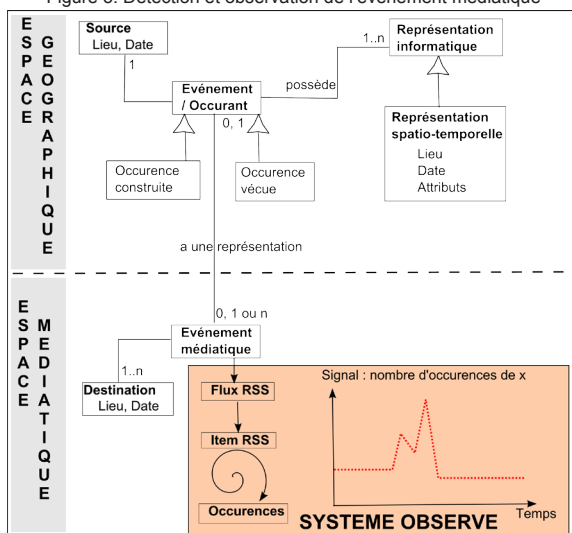 Figure 6. Détection et observation de l'événement médiatique
ESPACE
GEOGRAPHIQUE
Source
Lieu, Date
1
Evénement
/ Occurant
0, 1
possède
1..n
Représentation
informatique
Représentation
spatio-temporelle
Lieu
Date
Attributs
Occurence
construite
Occurence
vécue
a une représentation
ESPACE
MEDIATIQUE
0, 1 ou n
Evénement
médiatique
1..n
Destination
Lieu, Date
Flux RSS
Item RSS
Occurences
Signal : nombre d'occurences de x
Temps
SYSTEME OBSERVE